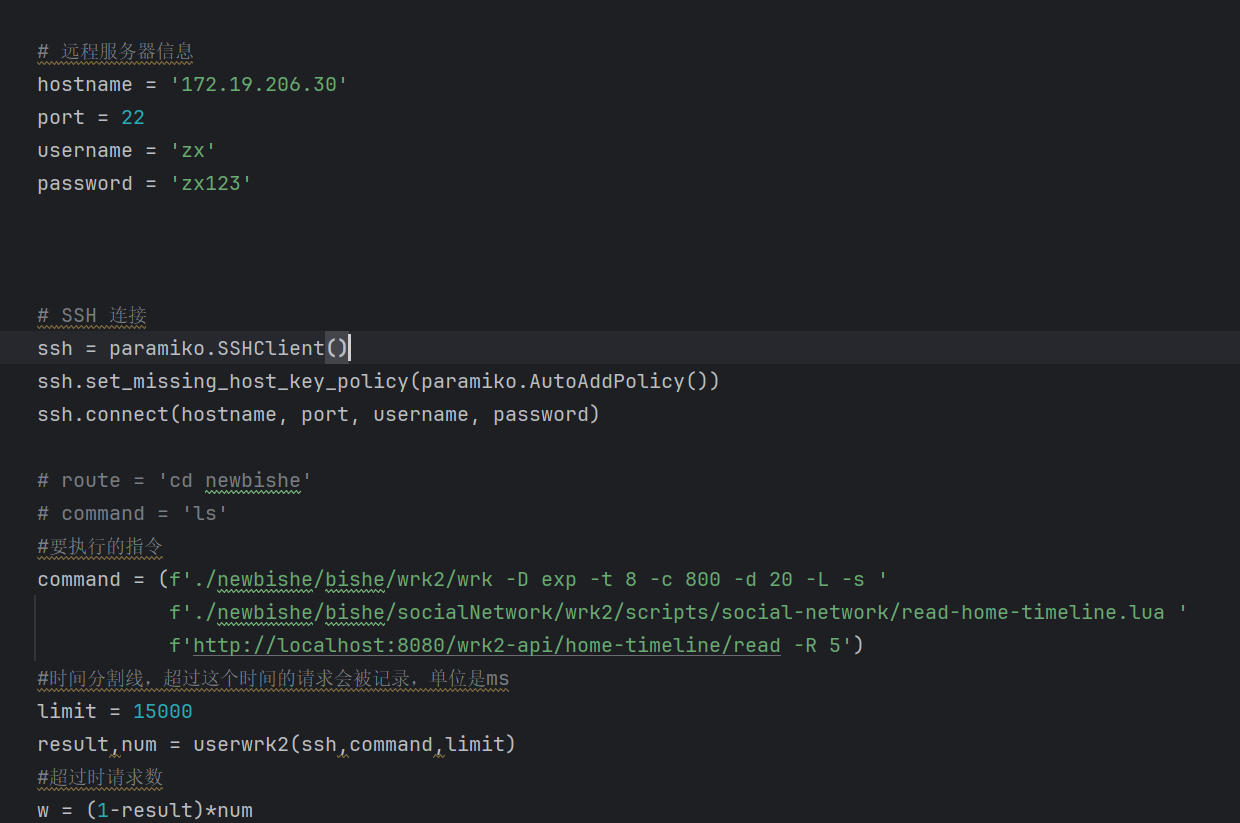 # 远程服务器信息
hostname = '172.19.206.30'
port = 22
username = 'zx'
password = 'zx123'
# SSH 连接
ssh = paramiko.SSHClient()
ssh.set_missing_host_key_policy(paramiko.AutoAddPolicy())
ssh.connect(hostname, port, username, password)
# route = 'cd newbishe'
# command = 'ls'
#要执行的指令
command = (f'./newbishe/bishe/wrk2/wrk -D exp -t 8 -c 800 -d 20 -L -s '
f'./newbishe/bishe/socialNetwork/wrk2/scripts/social-network/read-home-timeline.lua '
f'http://localhost:8080/wrk2-api/home-timeline/read -R 5')
#时间分割线，超过这个时间的请求会被记录，单位是ms
limit = 15000
result,num = userwrk2(ssh,command,limit)
#超过时请求数
w = (1-result)*num